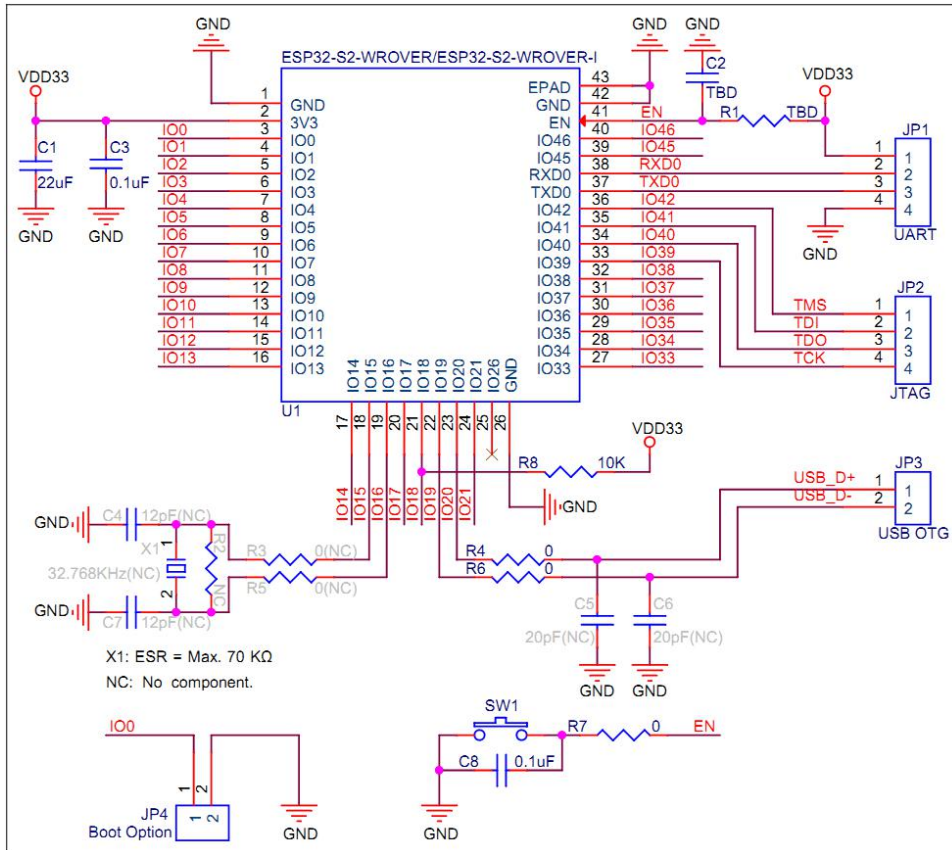 GND
GND
GND
ESP32-S2-WROVER/ESP32-S2-WROVER-I
VDD33
C2
TBD
VDD33
1 GND
2 3V3
IO0 3 IO0
IO1 4 IO1
IO2 5 IO2
IO3 6 IO3
IO4 7 IO4
IO5 8 IO5
IO6 9 IO6
IO7 10 IO7
IO8 11 IO8
IO9 12 IO9
IO10 13 IO10
IO11 14 IO11
IO12 15 IO12
IO13 16 IO13
C1
22uF
C3
0.1uF
GND
GND
EPAD 43
GND 42
EN 41 EN
IO46 40 IO46
IO45 39 IO45
RXD0 38 RXD0
TXD0 37 TXD0
IO42 36 IO42
IO41 35 IO41
IO40 34 IO40
IO39 33 IO39
IO38 32 IO38
IO37 31 IO37
IO36 30 IO36
IO35 29 IO35
IO34 28 IO34
IO33 27 IO33
R1 TBD
JP1
1 1
2 2
3 3
4 4
UART
GND
JP2
TMS 1 1
TDI 2 2
TDO 3 3
TCK 4 4
JTAG
IO14 IO15 IO16 IO17 IO18 IO19 IO20 IO21 IO26 GND
U1
17 18 19 20 21 22 23 24 25 26
IO14 IO15 IO16 IO17 IO18 IO19 IO20 IO21
VDD33
R8 10K
GND
JP3
USB_D+ 1 1
USB_D- 2 2
USB OTG
GND C4 12pF(NC)
X1 1
32.768KHz(NC)
2
R2 NC
R3 0(NC)
R5 0(NC)
GND C7 12pF(NC)
R4 0
R6 0
C5
20pF(NC)
C6
20pF(NC)
GND
GND
X1: ESR = Max. 70 KΩ
NC: No component.
IO0
1 2
1 2
JP4
Boot Option
GND
SW1
R7 0 EN
C8 0.1uF
GND